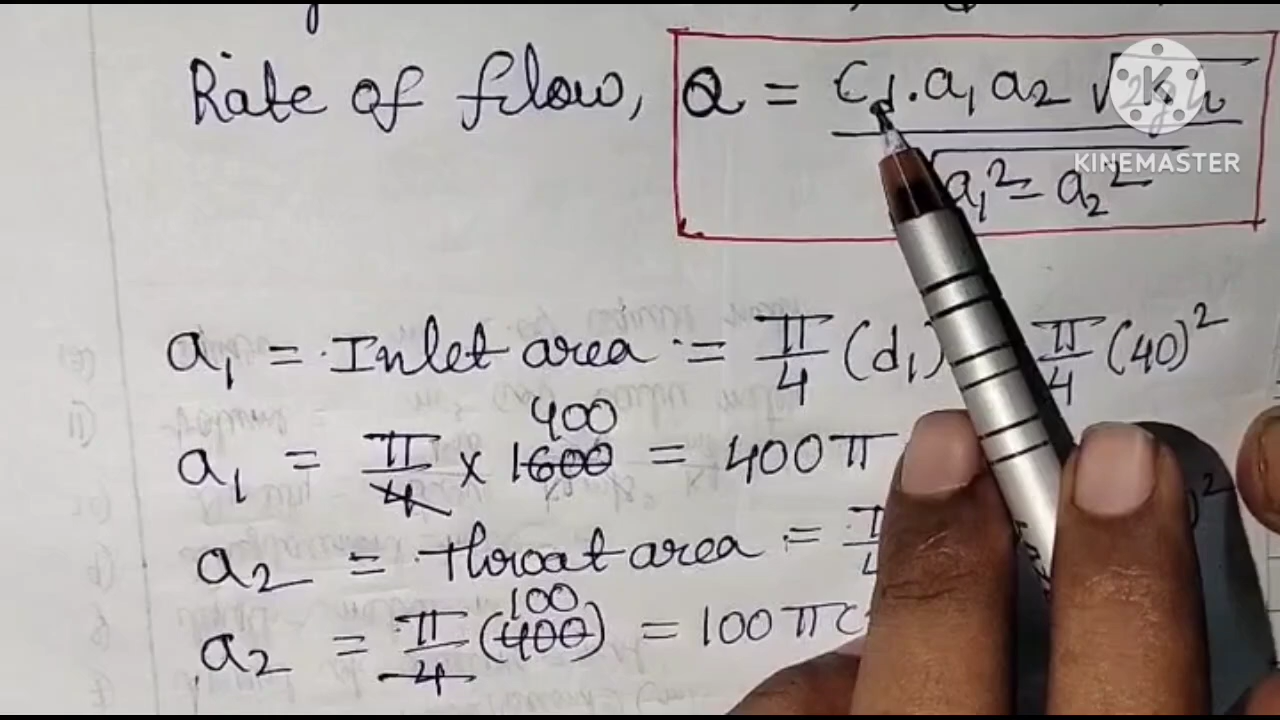 Rate of flow, Q = Cd.a₁ a₂ √2gh
√a₁² - a₂²
K
KINEMASTER
a₁ = Inlet area = π/4 (d₁) π/4 (40)²
400
a₁ = π/4 × 1600 = 400π
a₂ = Throat area = )²
100
a₂ = π/4 (400) = 100π